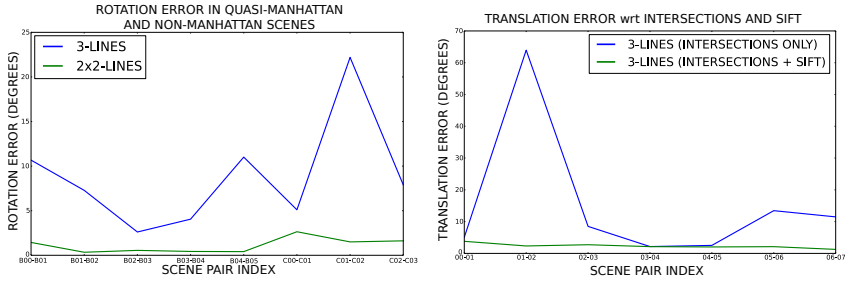 ROTATION ERROR IN QUASI-MANHATTAN
AND NON-MANHATTAN SCENES
3-LINES
2x2-LINES
ROTATION ERROR (DEGREES)
25
20
15
10
5
0
B00-B01 B01-B02 B02-B03 B03-B04 B04-B05 C00-C01 C01-C02 C02-C03
SCENE PAIR INDEX
TRANSLATION ERROR wrt INTERSECTIONS AND SIFT
3-LINES (INTERSECTIONS ONLY)
3-LINES (INTERSECTIONS + SIFT)
TRANSLATION ERROR (DEGREES)
70
60
50
40
30
20
10
0
00-01 01-02 02-03 03-04 04-05 05-06 06-07
SCENE PAIR INDEX